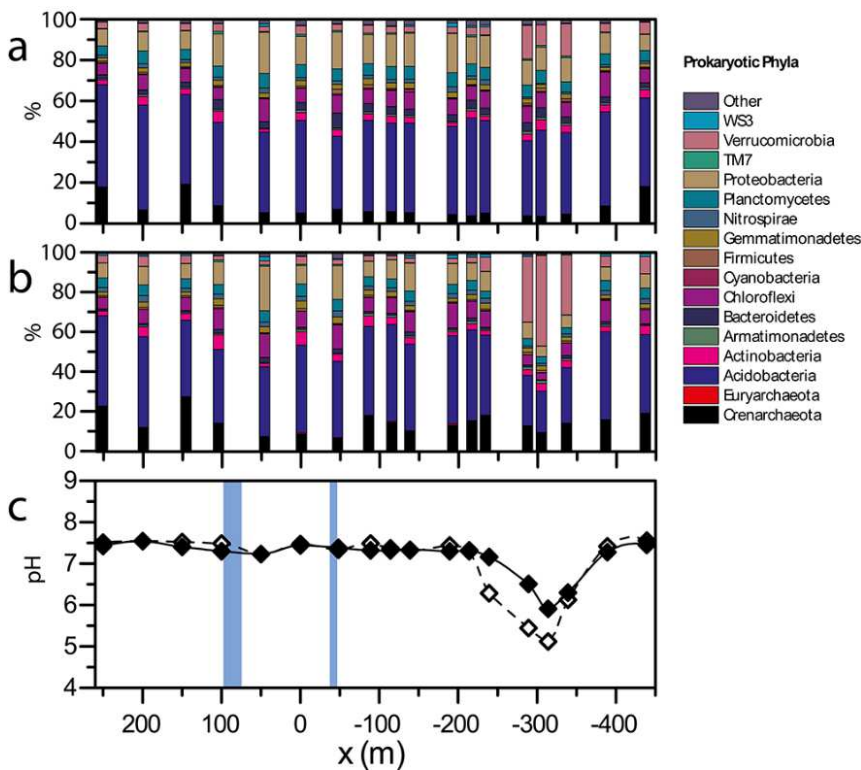 a
100
80
60
40
20
0
%
b
100
80
60
40
20
0
%
c
9
8
7
6
5
4
pH
200 100 0 -100 -200 -300 -400
x (m)
Prokaryotic Phyla
Other
WS3
Verrucomicrobia
TM7
Proteobacteria
Planctomycetes
Nitrospirae
Gemmatimonadetes
Firmicutes
Cyanobacteria
Chloroflexi
Bacteroidetes
Armatimonadetes
Actinobacteria
Acidobacteria
Euryarchaeota
Crenarchaeota